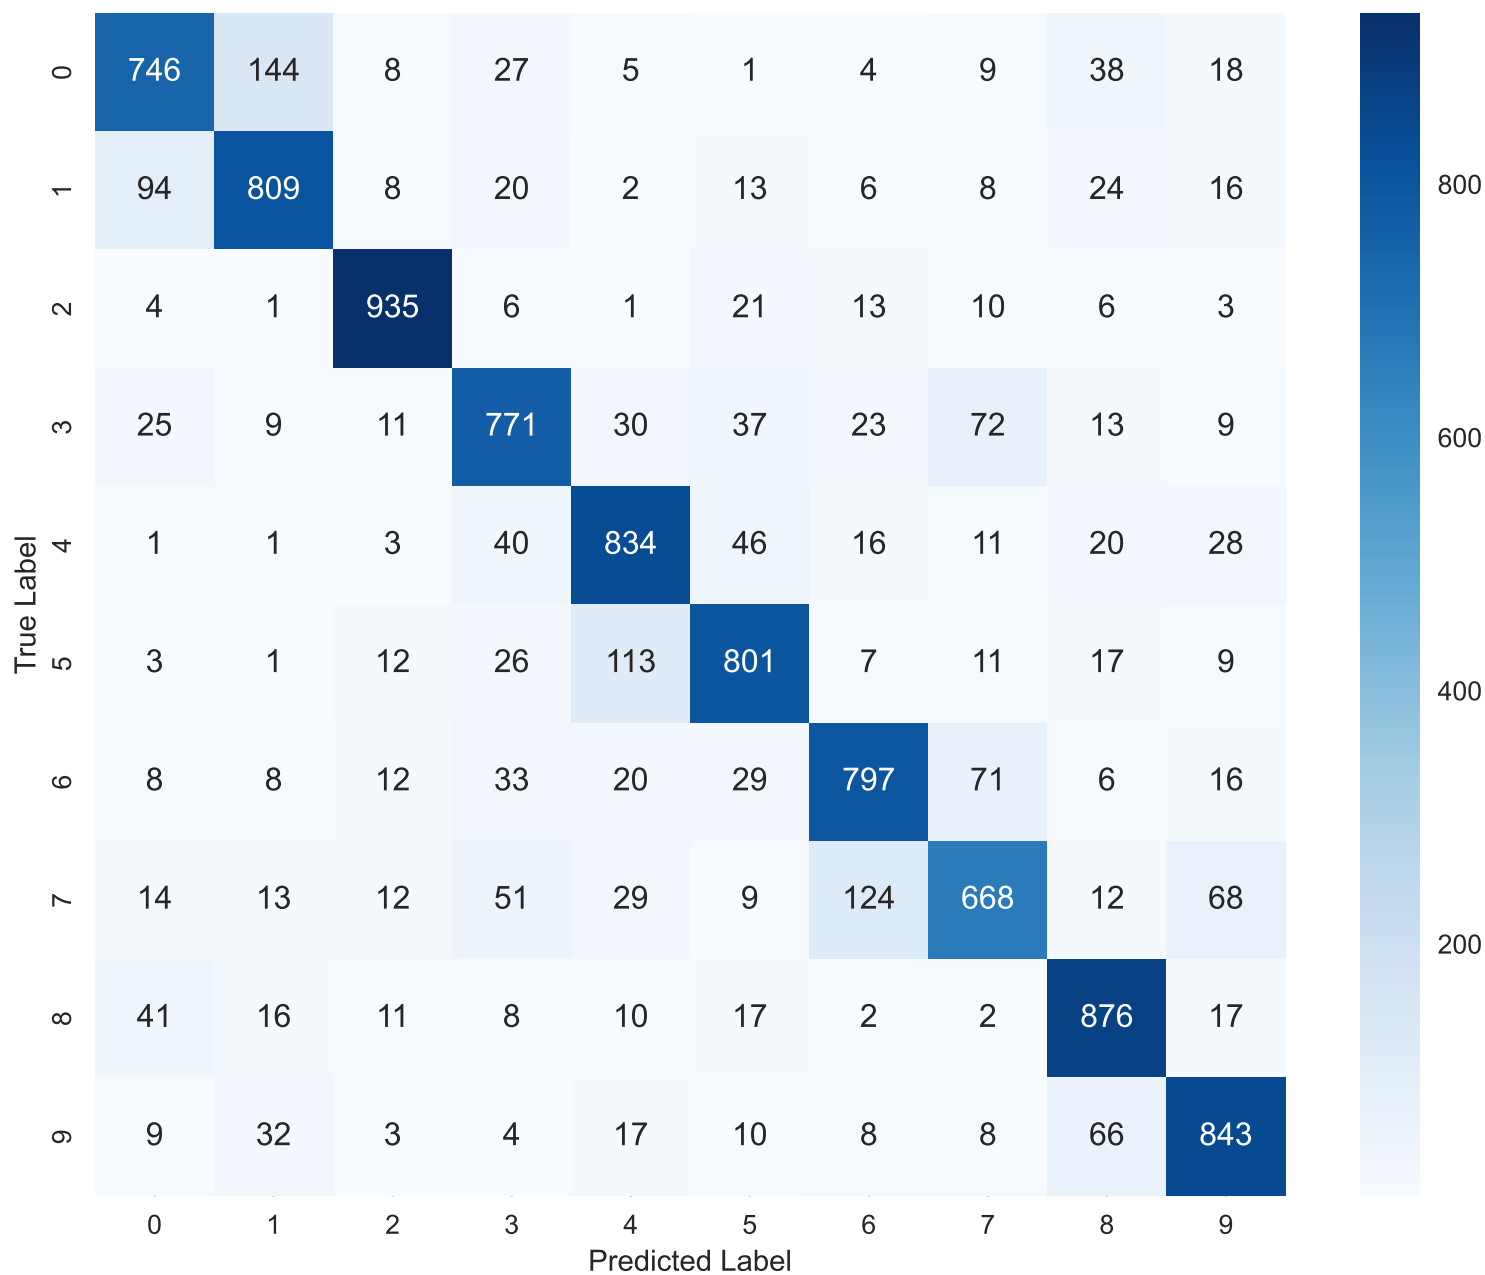 0 746 144 8 27 5 1 4 9 38 18
1 94 809 8 20 2 13 6 8 24 16
2 4 1 935 6 1 21 13 10 6 3
3 25 9 11 771 30 37 23 72 13 9
4 1 1 3 40 834 46 16 11 20 28
5 3 1 12 26 113 801 7 11 17 9
6 8 8 12 33 20 29 797 71 6 16
7 14 13 12 51 29 9 124 668 12 68
8 41 16 11 8 10 17 2 2 876 17
9 9 32 3 4 17 10 8 8 66 843
0 1 2 3 4 5 6 7 8 9
Predicted Label
True Label
800
600
400
200